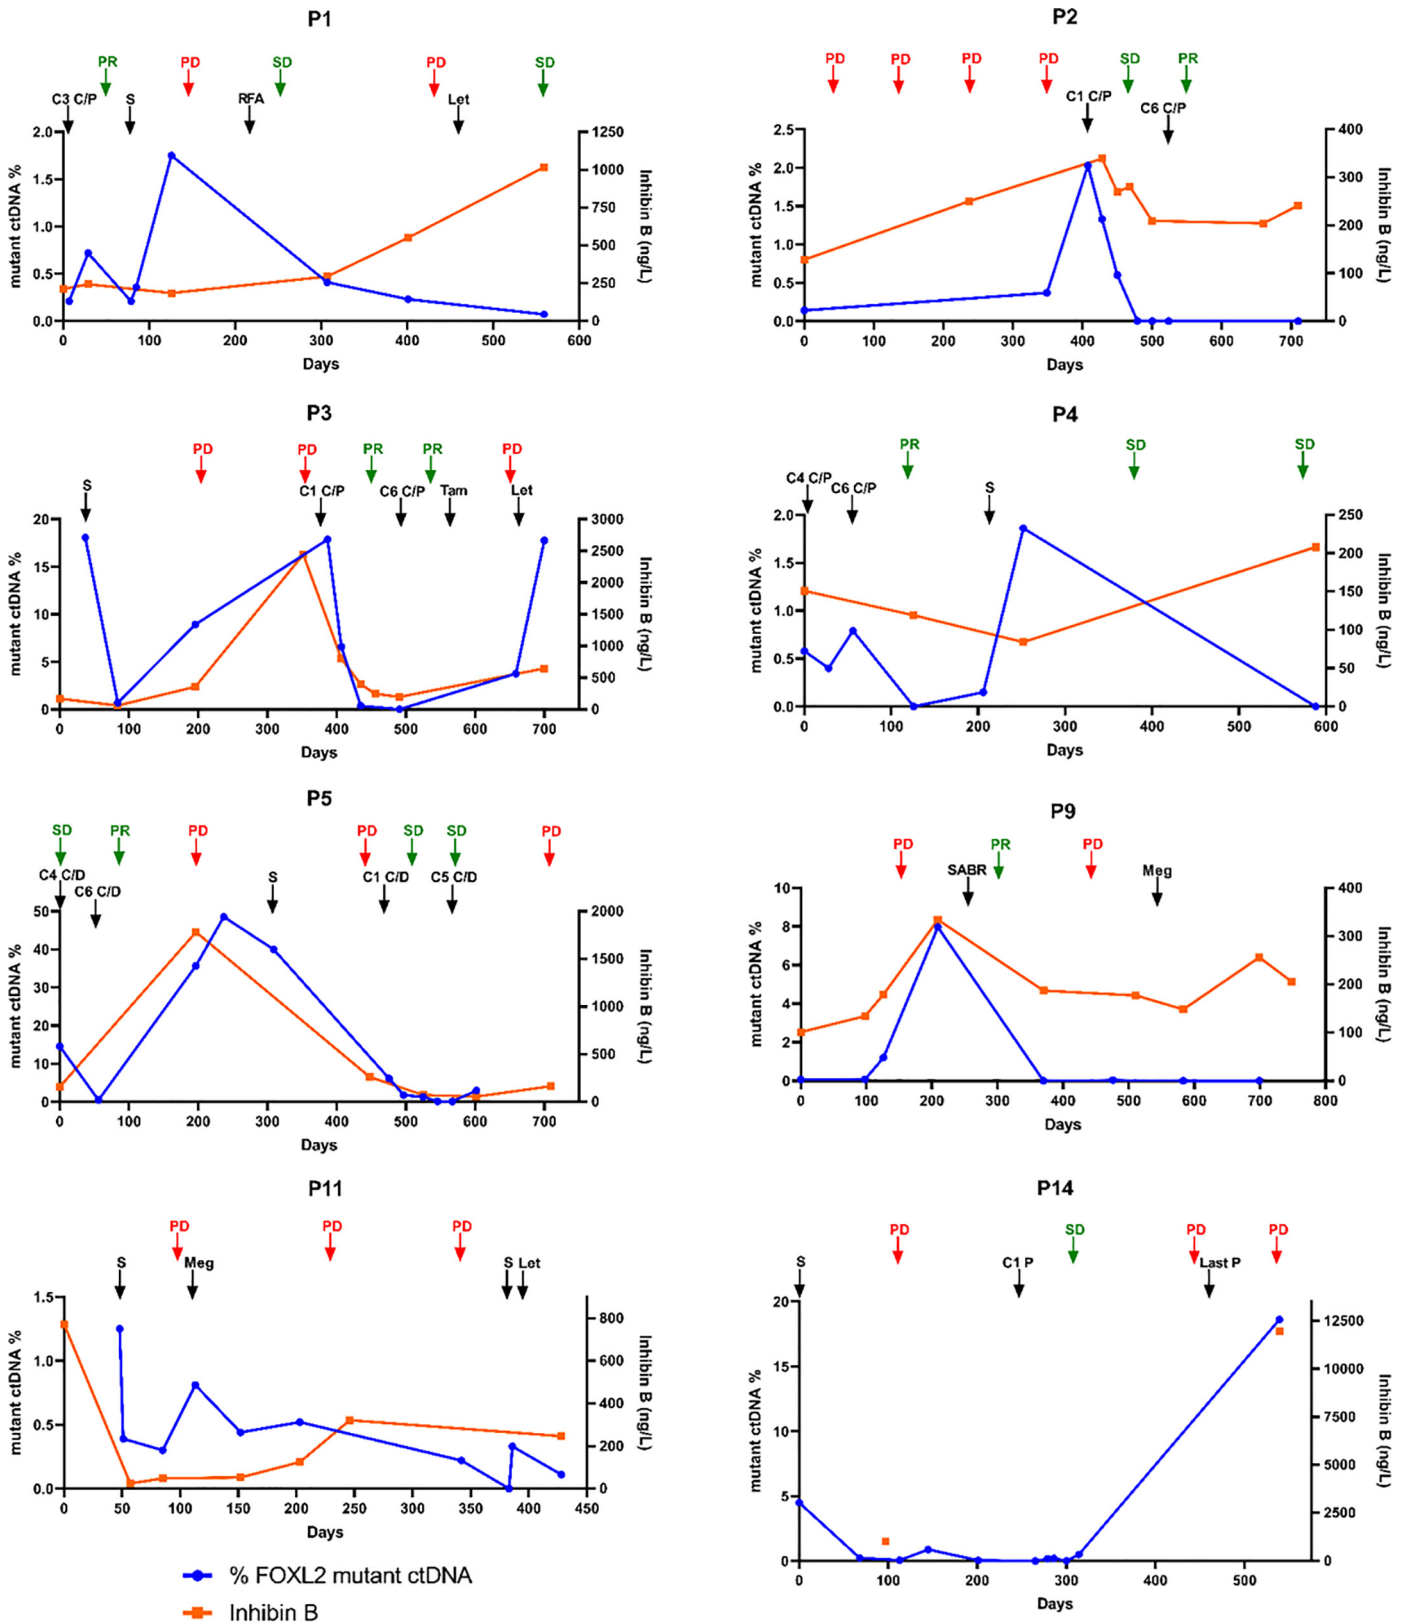 P1
PR PD SD PD SD
C3 C/P S RFA Let
2.0 1.5 1.0 0.5 0.0
mutant ctDNA %
1250 1000 750 500 250 0
Inhibin B (ng/L)
0 100 200 300 400 500 600
Days
P2
PD PD PD PD SD PR
C1 C/P C6 C/P
2.5 2.0 1.5 1.0 0.5 0.0
mutant ctDNA %
400 300 200 100 0
Inhibin B (ng/L)
100 200 300 400 500 600 700
Days
P3
PD PD PR PR PD
S C1 C/P C6 C/P Tam Let
20 15 10 5 0
mutant ctDNA %
3000 2500 2000 1500 1000 500 0
Inhibin B (ng/L)
0 100 200 300 400 500 600 700
Days
P4
PR SD SD
C4 C/P C6 C/P S
2.0 1.5 1.0 0.5 0.0
mutant ctDNA %
250 200 150 100 50 0
Inhibin B (ng/L)
0 100 200 300 400 500 600
Days
P5
SD PR PD PD SD SD PD
C4 C/D C6 C/D S C1 C/D C5 C/D
50 40 30 20 10 0
mutant ctDNA %
2000 1500 1000 500 0
Inhibin B (ng/L)
0 100 200 300 400 500 600 700
Days
P9
PD PR PD
SABR Meg
10 8 6 4 2 0
mutant ctDNA %
400 300 200 100 0
Inhibin B (ng/L)
0 100 200 300 400 500 600 700 800
Days
P11
PD PD PD
S Meg S Let
1.5 1.0 0.5 0.0
mutant ctDNA %
800 600 400 200 0
Inhibin B (ng/L)
0 50 100 150 200 250 300 350 400 450
Days
P14
PD SD PD PD
S C1 P Last P
20 15 10 5 0
mutant ctDNA %
12500 10000 7500 5000 2500 0
Inhibin B (ng/L)
0 100 200 300 400 500
Days
% FOXL2 mutant ctDNA
Inhibin B